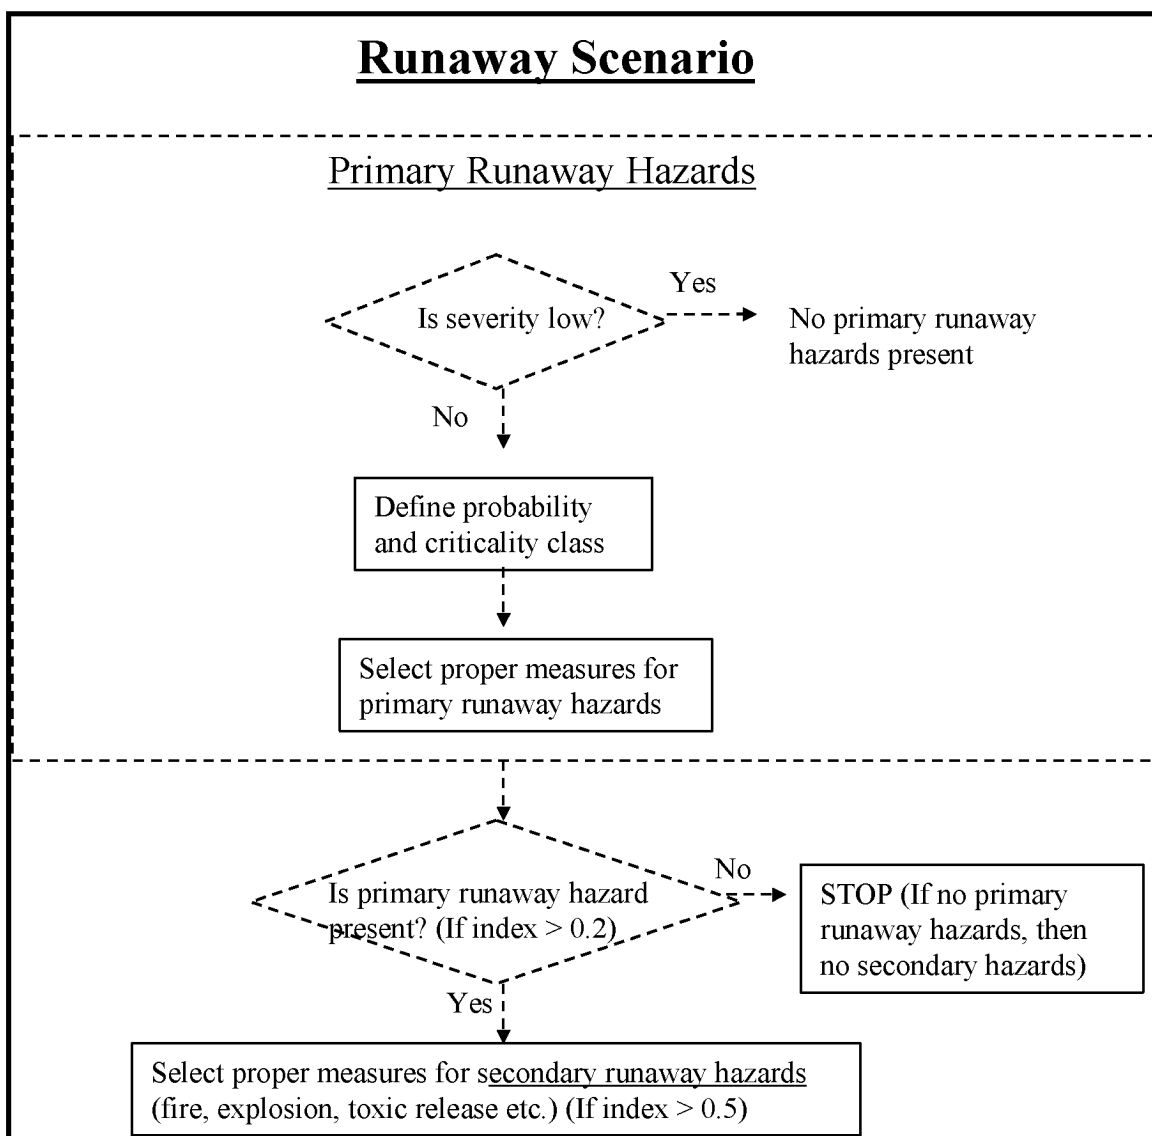 Runaway Scenario
Primary Runaway Hazards
Is severity low?
Yes
No primary runaway
hazards present
No
Define probability
and criticality class
Select proper measures for
primary runaway hazards
Is primary runaway hazard
present? (If index > 0.2)
No
STOP (If no primary
runaway hazards, then
no secondary hazards)
Yes
Select proper measures for secondary runaway hazards
(fire, explosion, toxic release etc.) (If index > 0.5)